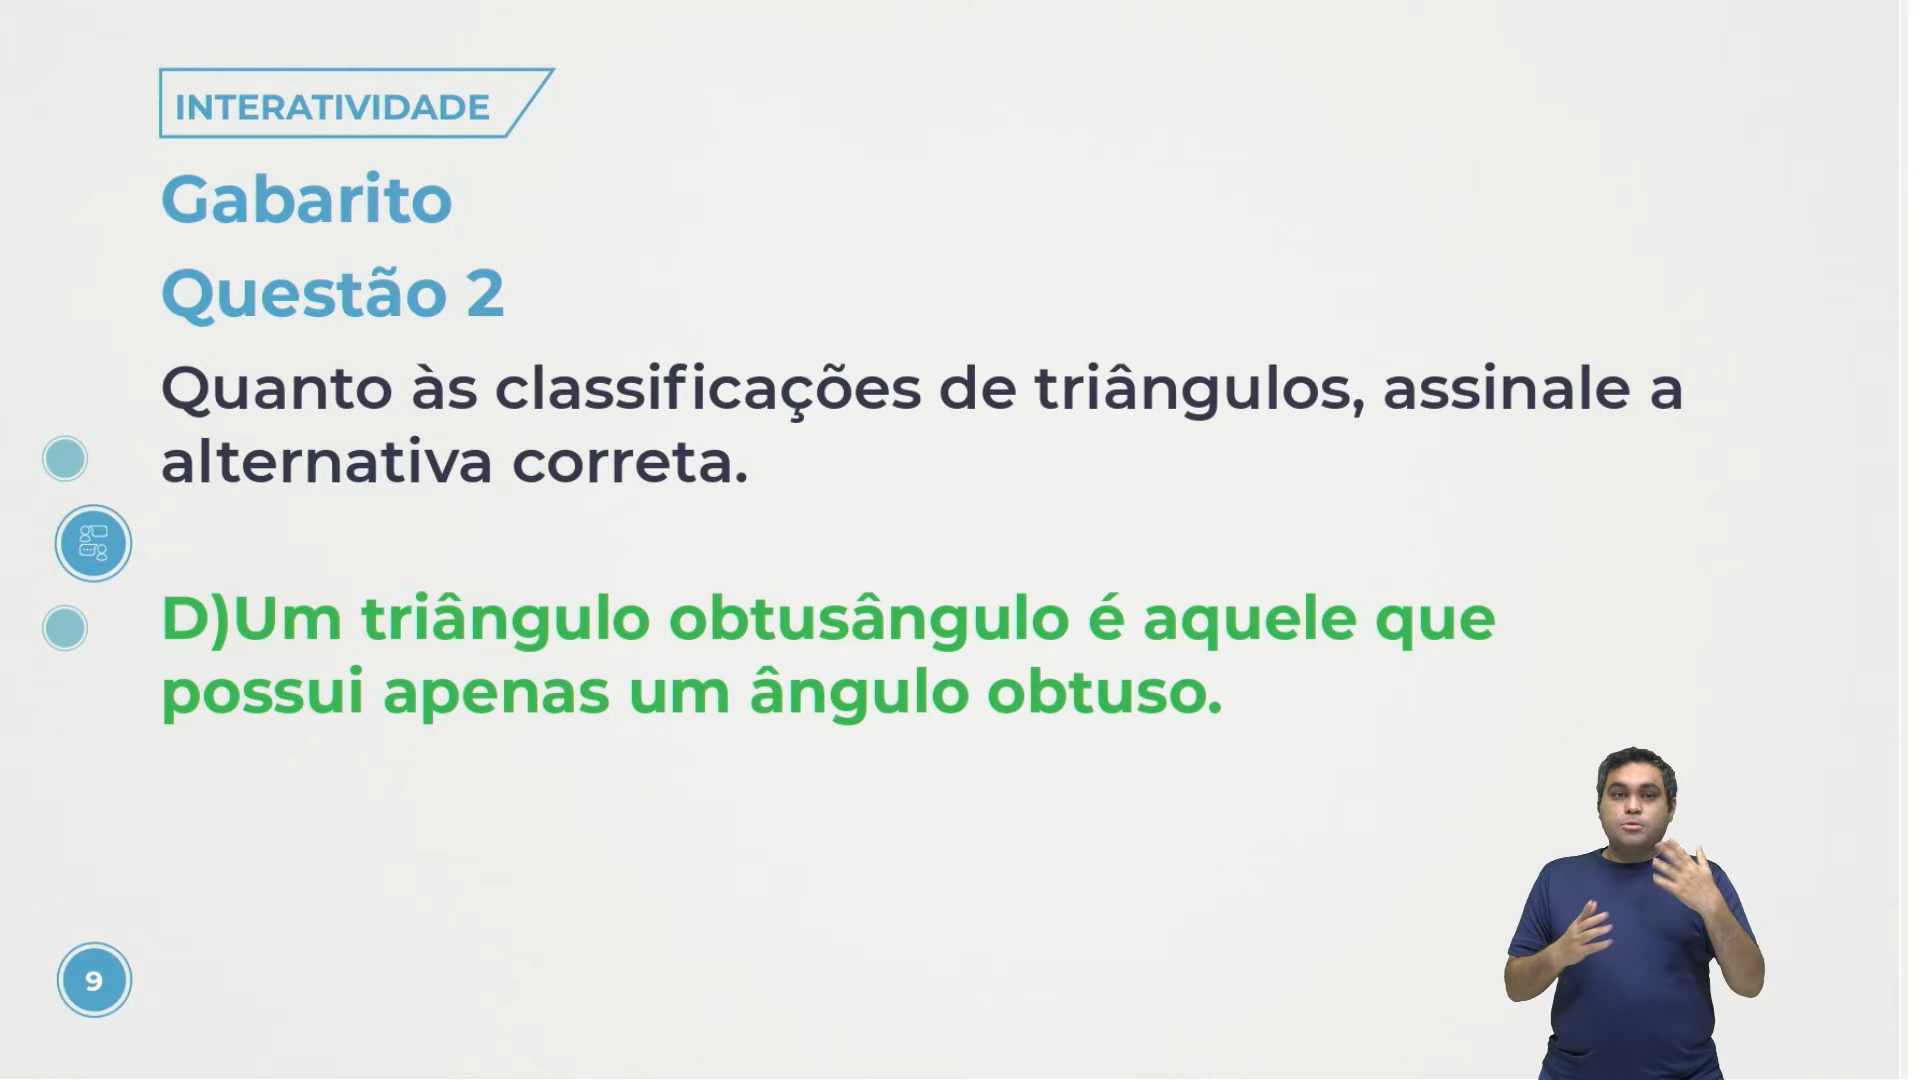 INTERATIVIDADE
Gabarito
Questão 2
Quanto às classificações de triângulos, assinale a
alternativa correta.
D)Um triângulo obtusângulo é aquele que
possui apenas um ângulo obtuso.
9